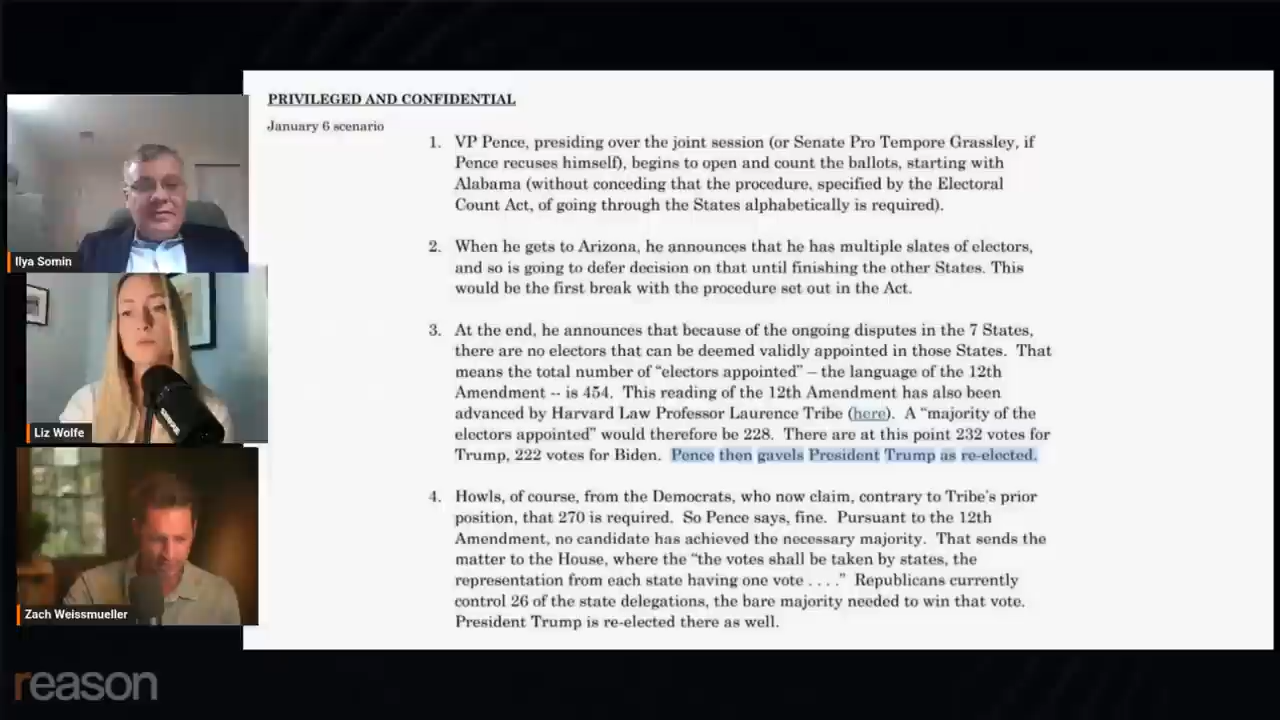 PRIVILEGED AND CONFIDENTIAL
January 6 scenario
1. VP Pence, presiding over the joint session (or Senate Pro Tempore Grassley, if
Pence recuses himself), begins to open and count the ballots, starting with
Alabama (without conceding that the procedure, specified by the Electoral
Count Act, of going through the States alphabetically is required).
2. When he gets to Arizona, he announces that he has multiple slates of electors,
and so is going to defer decision on that until finishing the other States. This
would be the first break with the procedure set out in the Act.
3. At the end, he announces that because of the ongoing disputes in the 7 States,
there are no electors that can be deemed validly appointed in those States. That
means the total number of “electors appointed” – the language of the 12th
Amendment -- is 454. This reading of the 12th Amendment has also been
advanced by Harvard Law Professor Laurence Tribe (here). A “majority of the
electors appointed” would therefore be 228. There are at this point 232 votes for
Trump, 222 votes for Biden. Pence then gavels President Trump as re-elected.
4. Howls, of course, from the Democrats, who now claim, contrary to Tribe’s prior
position, that 270 is required. So Pence says, fine. Pursuant to the 12th
Amendment, no candidate has achieved the necessary majority. That sends the
matter to the House, where the “the votes shall be taken by states, the
representation from each state having one vote . . . .” Republicans currently
control 26 of the state delegations, the bare majority needed to win that vote.
President Trump is re-elected there as well.
Ilya Somin
Liz Wolfe
Zach Weissmueller
reason